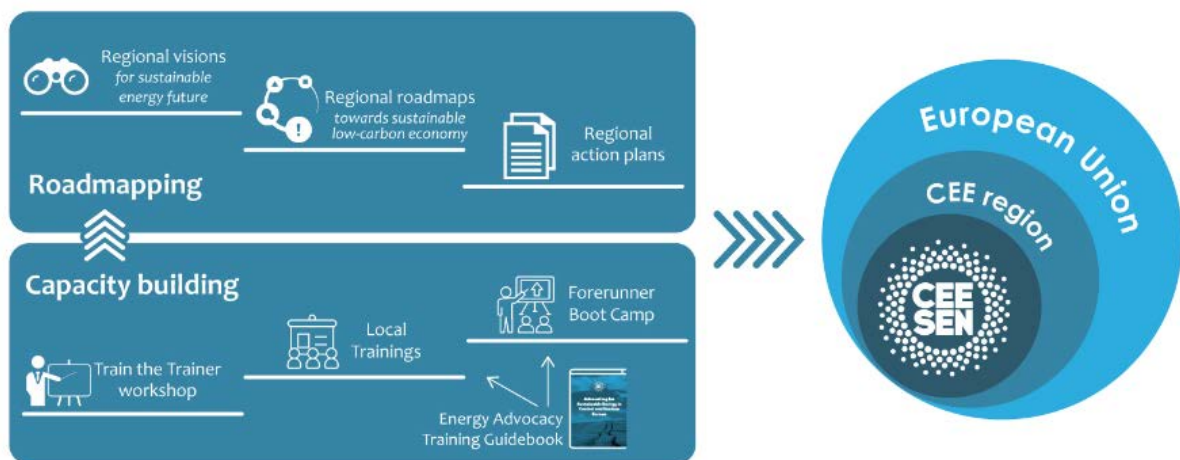 Regional visions
for sustainable
energy future
Regional roadmaps
towards sustainable
low-carbon economy
Regional
action plans
Roadmapping
Capacity building
Train the Trainer
workshop
Local
Trainings
Forerunner
Boot Camp
Energy Advocacy
Training Guidebook
European Union
CEE region
CEE
SEN